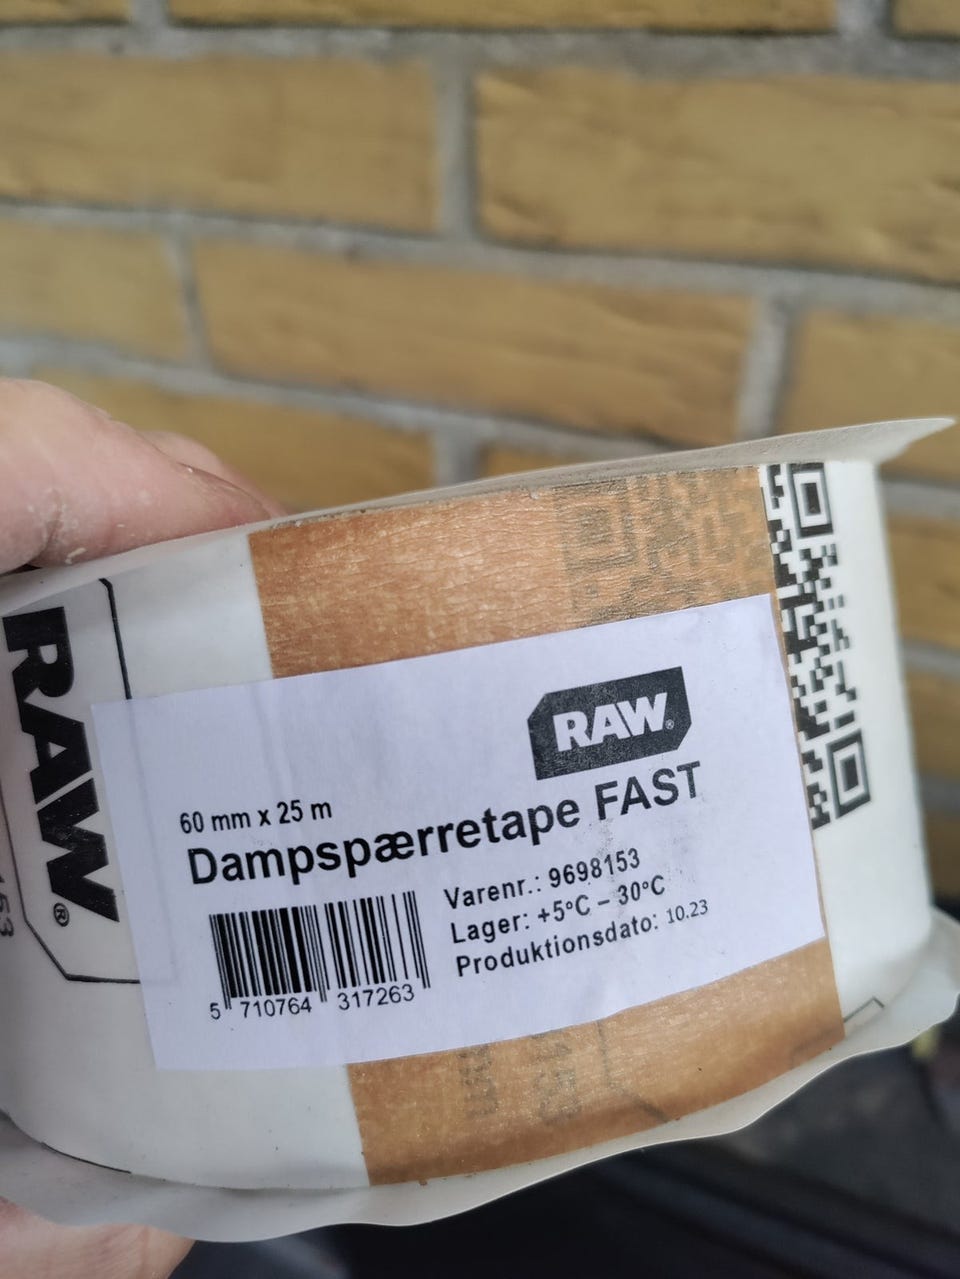 RAW®
RAW®
60 mm x 25 m
Dampspærretape FAST
Varenr.: 9698153
Lager: +5°C – 30°C
Produktionsdato: 10.23
5 710764 317263